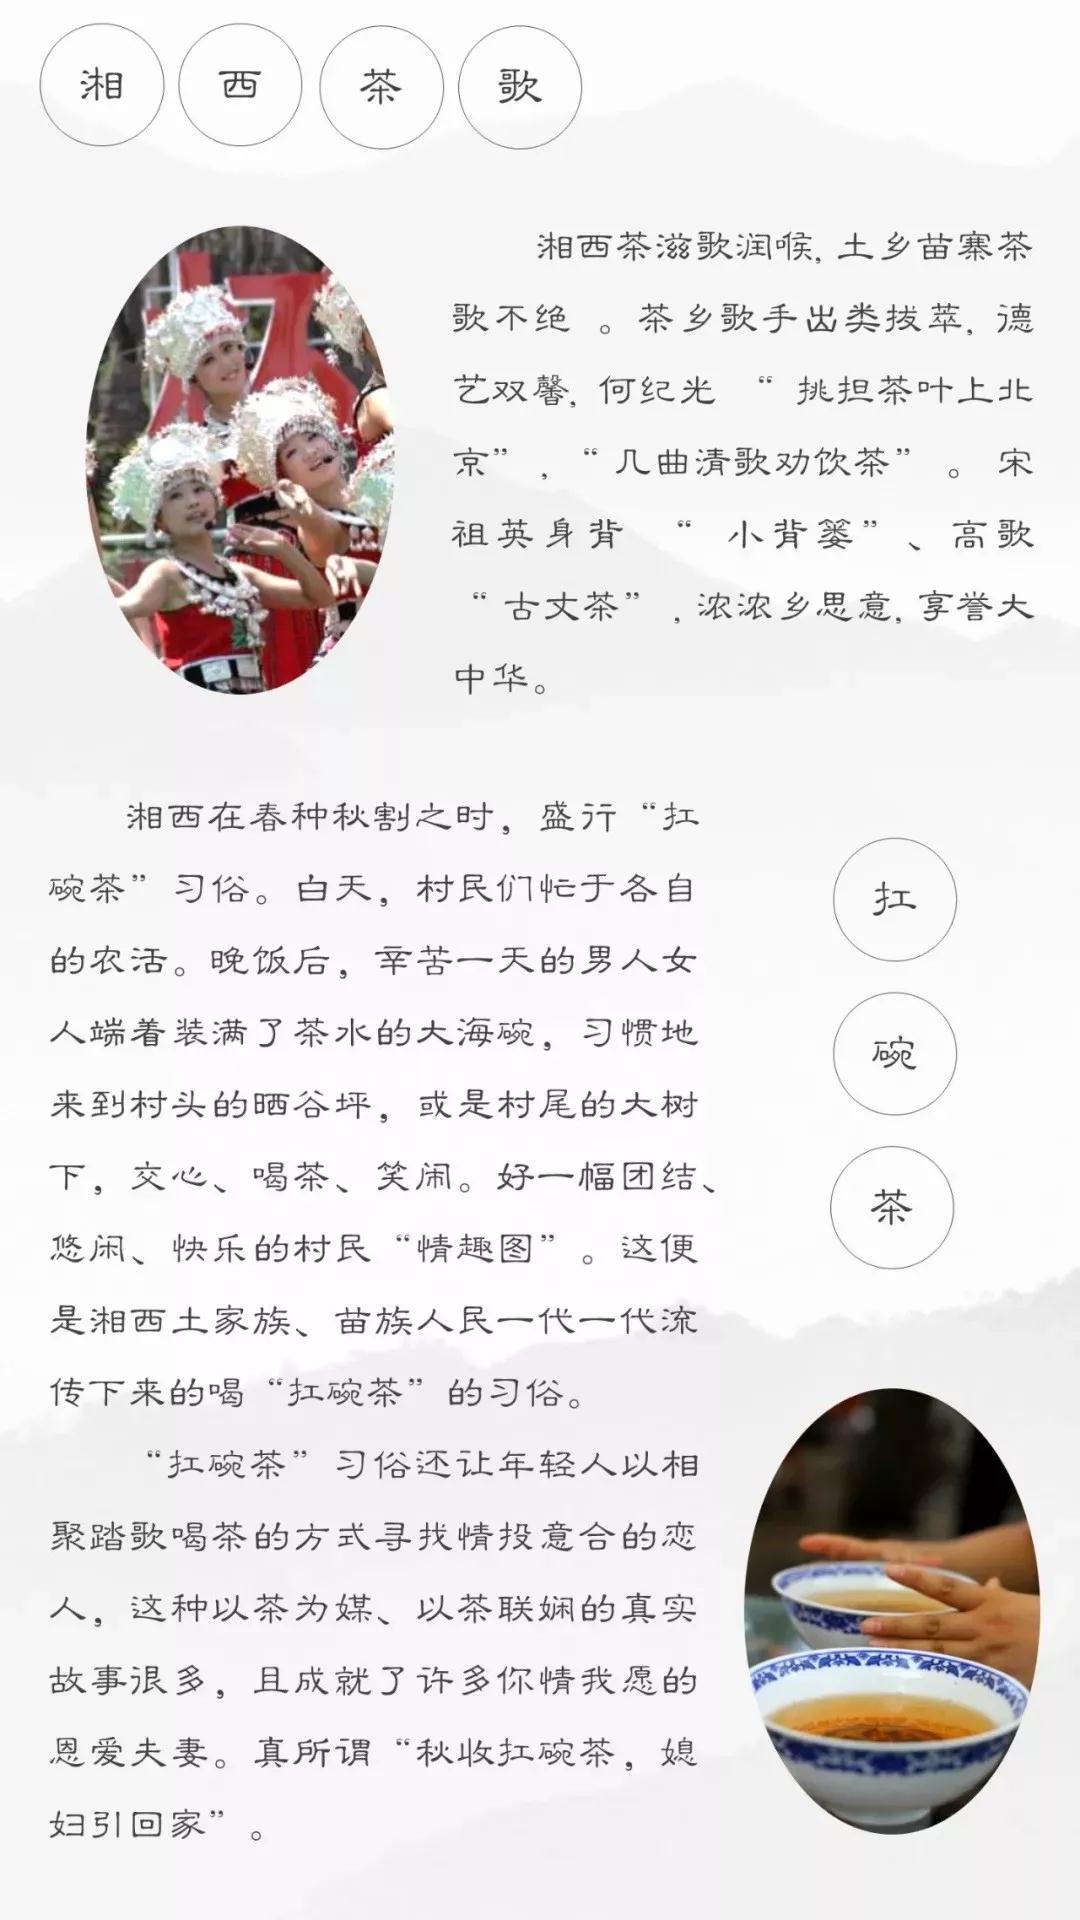 湘西茶歌
湘西茶滋歌润喉,土乡苗寨茶
歌不绝 。茶乡歌手出类拔萃,德
艺双馨,何纪光 “挑担茶叶上北
京”,“几曲清歌劝饮茶” 。宋
祖英身背 “小背篓”、高歌
“古丈茶”,浓浓乡思意,享誉大
中华。
湘西在春种秋割之时，盛行“扛
碗茶”习俗。白天，村民们忙于各自
的农活。晚饭后，辛苦一天的男人女
人端着装满了茶水的大海碗，习惯地
来到村头的晒谷坪，或是村尾的大树
下，交心、喝茶、笑闹。好一幅团结、
悠闲、快乐的村民“情趣图”。这便
是湘西土家族、苗族人民一代一代流
传下来的喝“扛碗茶”的习俗。
“扛碗茶”习俗还让年轻人以相
聚踏歌喝茶的方式寻找情投意合的恋
人，这种以茶为媒、以茶联姻的真实
故事很多，且成就了许多你情我愿的
恩爱夫妻。真所谓“秋收扛碗茶，媳
妇引回家”。
扛
碗
茶